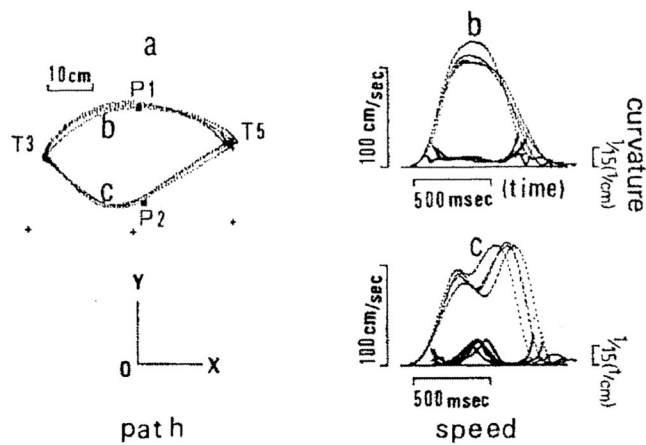 a
10cm
P1
T3
b
T5
c
P2
Y
O
X
path
b
100 cm/sec
curvature
1/15(1/cm)
500 msec
(time)
c
100 cm/sec
1/15(1/cm)
500 msec
speed